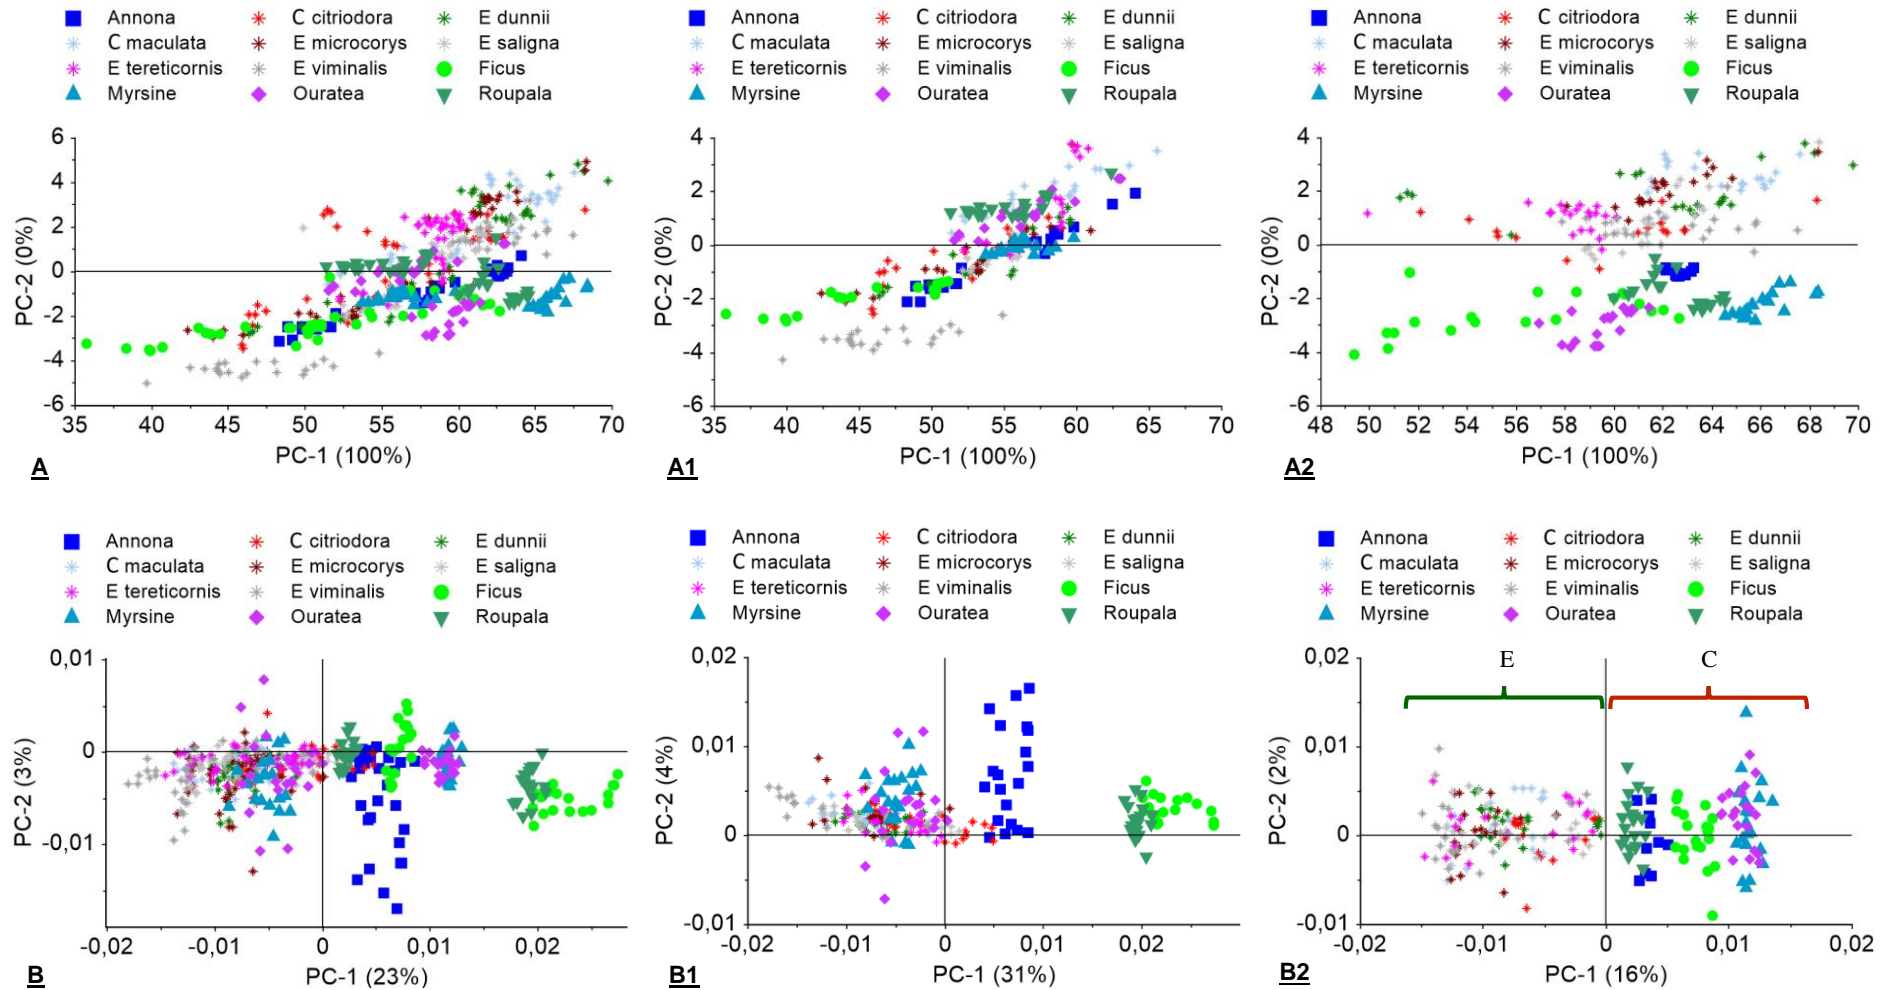 Annona C citriodora E dunnii
C maculata E microcorys E saligna
E tereticornis E viminalis Ficus
Myrsine Ouratea Roupala
6
4
2
0
-2
-4
-6
PC-2 (0%)
35 40 45 50 55 60 65 70
PC-1 (100%)
A
Annona C citriodora E dunnii
C maculata E microcorys E saligna
E tereticornis E viminalis Ficus
Myrsine Ouratea Roupala
4
2
0
-2
-4
-6
PC-2 (0%)
35 40 45 50 55 60 65 70
PC-1 (100%)
A1
Annona C citriodora E dunnii
C maculata E microcorys E saligna
E tereticornis E viminalis Ficus
Myrsine Ouratea Roupala
4
2
0
-2
-4
-6
PC-2 (0%)
48 50 52 54 56 58 60 62 64 66 68 70
PC-1 (100%)
A2
Annona C citriodora E dunnii
C maculata E microcorys E saligna
E tereticornis E viminalis Ficus
Myrsine Ouratea Roupala
0,01
0
-0,01
PC-2 (3%)
-0,02 -0,01 0 0,01 0,02
PC-1 (23%)
B
Annona C citriodora E dunnii
C maculata E microcorys E saligna
E tereticornis E viminalis Ficus
Myrsine Ouratea Roupala
0,02
0,01
0
-0,01
PC-2 (4%)
-0,02 -0,01 0 0,01 0,02
PC-1 (31%)
B1
Annona C citriodora E dunnii
C maculata E microcorys E saligna
E tereticornis E viminalis Ficus
Myrsine Ouratea Roupala
E C
0,02
0,01
0
-0,01
PC-2 (2%)
-0,02 -0,01 0 0,01 0,02
PC-1 (16%)
B2